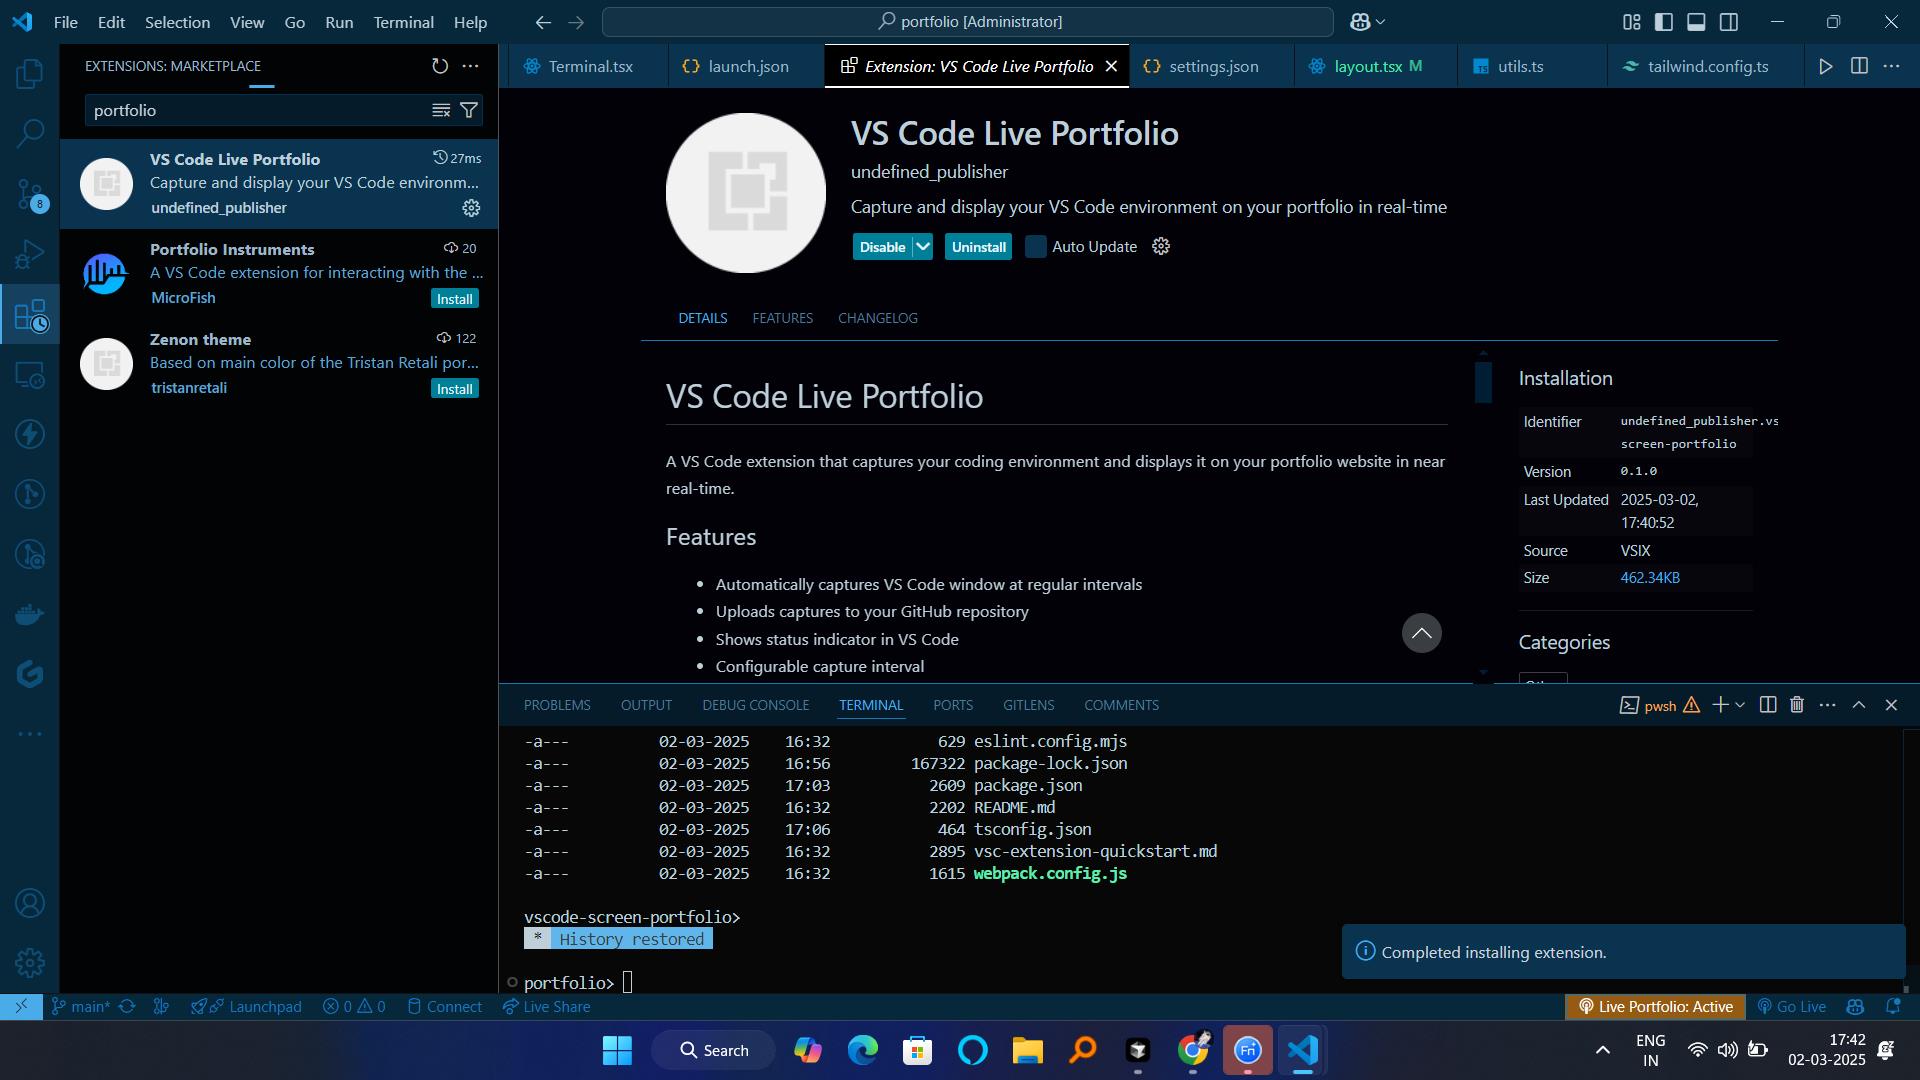 File Edit Selection View Go Run Terminal Help
portfolio [Administrator]
EXTENSIONS: MARKETPLACE
portfolio
VS Code Live Portfolio 27ms
Capture and display your VS Code environm...
undefined_publisher
Portfolio Instruments 20
A VS Code extension for interacting with the ...
MicroFish Install
Zenon theme 122
Based on main color of the Tristan Retali por...
tristanretali Install
8
Terminal.tsx launch.json Extension: VS Code Live Portfolio settings.json layout.tsx M utils.ts tailwind.config.ts
VS Code Live Portfolio
undefined_publisher
Capture and display your VS Code environment on your portfolio in real-time
Disable Uninstall Auto Update
DETAILS FEATURES CHANGELOG
VS Code Live Portfolio
A VS Code extension that captures your coding environment and displays it on your portfolio website in near
real-time.
Features
• Automatically captures VS Code window at regular intervals
• Uploads captures to your GitHub repository
• Shows status indicator in VS Code
• Configurable capture interval
Installation
Identifier undefined_publisher.vs
screen-portfolio
Version 0.1.0
Last Updated 2025-03-02,
17:40:52
Source VSIX
Size 462.34KB
Categories
PROBLEMS OUTPUT DEBUG CONSOLE TERMINAL PORTS GITLENS COMMENTS
pwsh
-a--- 02-03-2025 16:32 629 eslint.config.mjs
-a--- 02-03-2025 16:56 167322 package-lock.json
-a--- 02-03-2025 17:03 2609 package.json
-a--- 02-03-2025 16:32 2202 README.md
-a--- 02-03-2025 17:06 464 tsconfig.json
-a--- 02-03-2025 16:32 2895 vsc-extension-quickstart.md
-a--- 02-03-2025 16:32 1615 webpack.config.js
vscode-screen-portfolio>
* History restored
portfolio>
Completed installing extension.
main* Launchpad 0 0 Connect Live Share
Live Portfolio: Active Go Live
Search
Fn
ENG
IN
17:42
02-03-2025